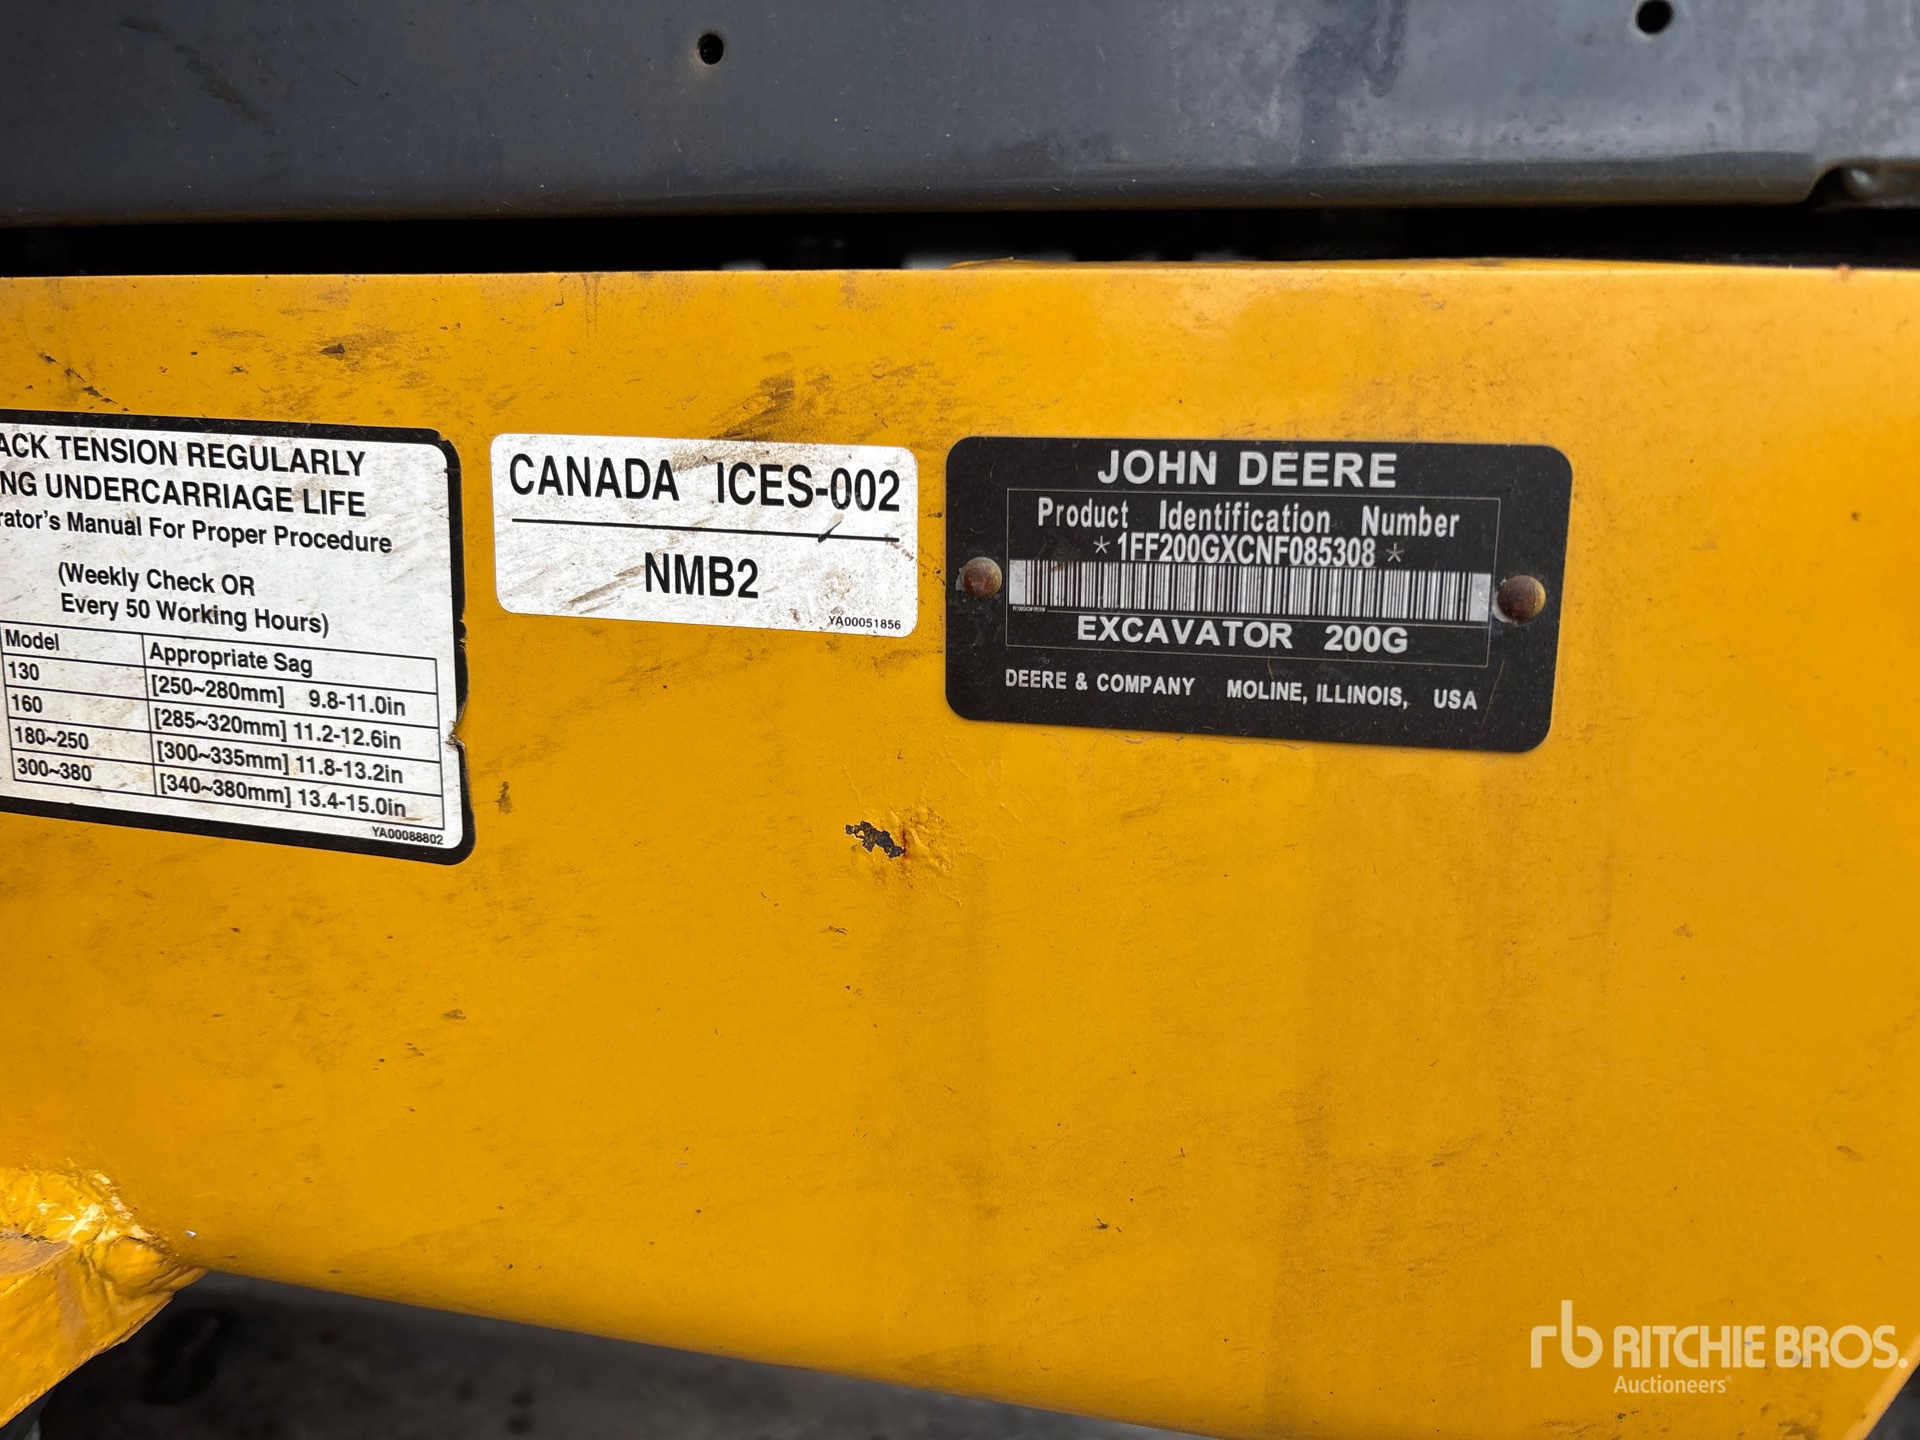 ACK TENSION REGULARLY
NG UNDERCARRIAGE LIFE
rator's Manual For Proper Procedure
(Weekly Check OR
Every 50 Working Hours)
Model Appropriate Sag
130 [250~280mm] 9.8-11.0in
160 [285~320mm] 11.2-12.6in
180~250 [300~335mm] 11.8-13.2in
300~380 [340~380mm] 13.4-15.0in
YA00088802
CANADA ICES-002
NMB2
YA00051856
JOHN DEERE
Product Identification Number
*1FF200GXCNF085308*
EXCAVATOR 200G
DEERE & COMPANY MOLINE, ILLINOIS, USA
rb RITCHIE BROS.
Auctioneers